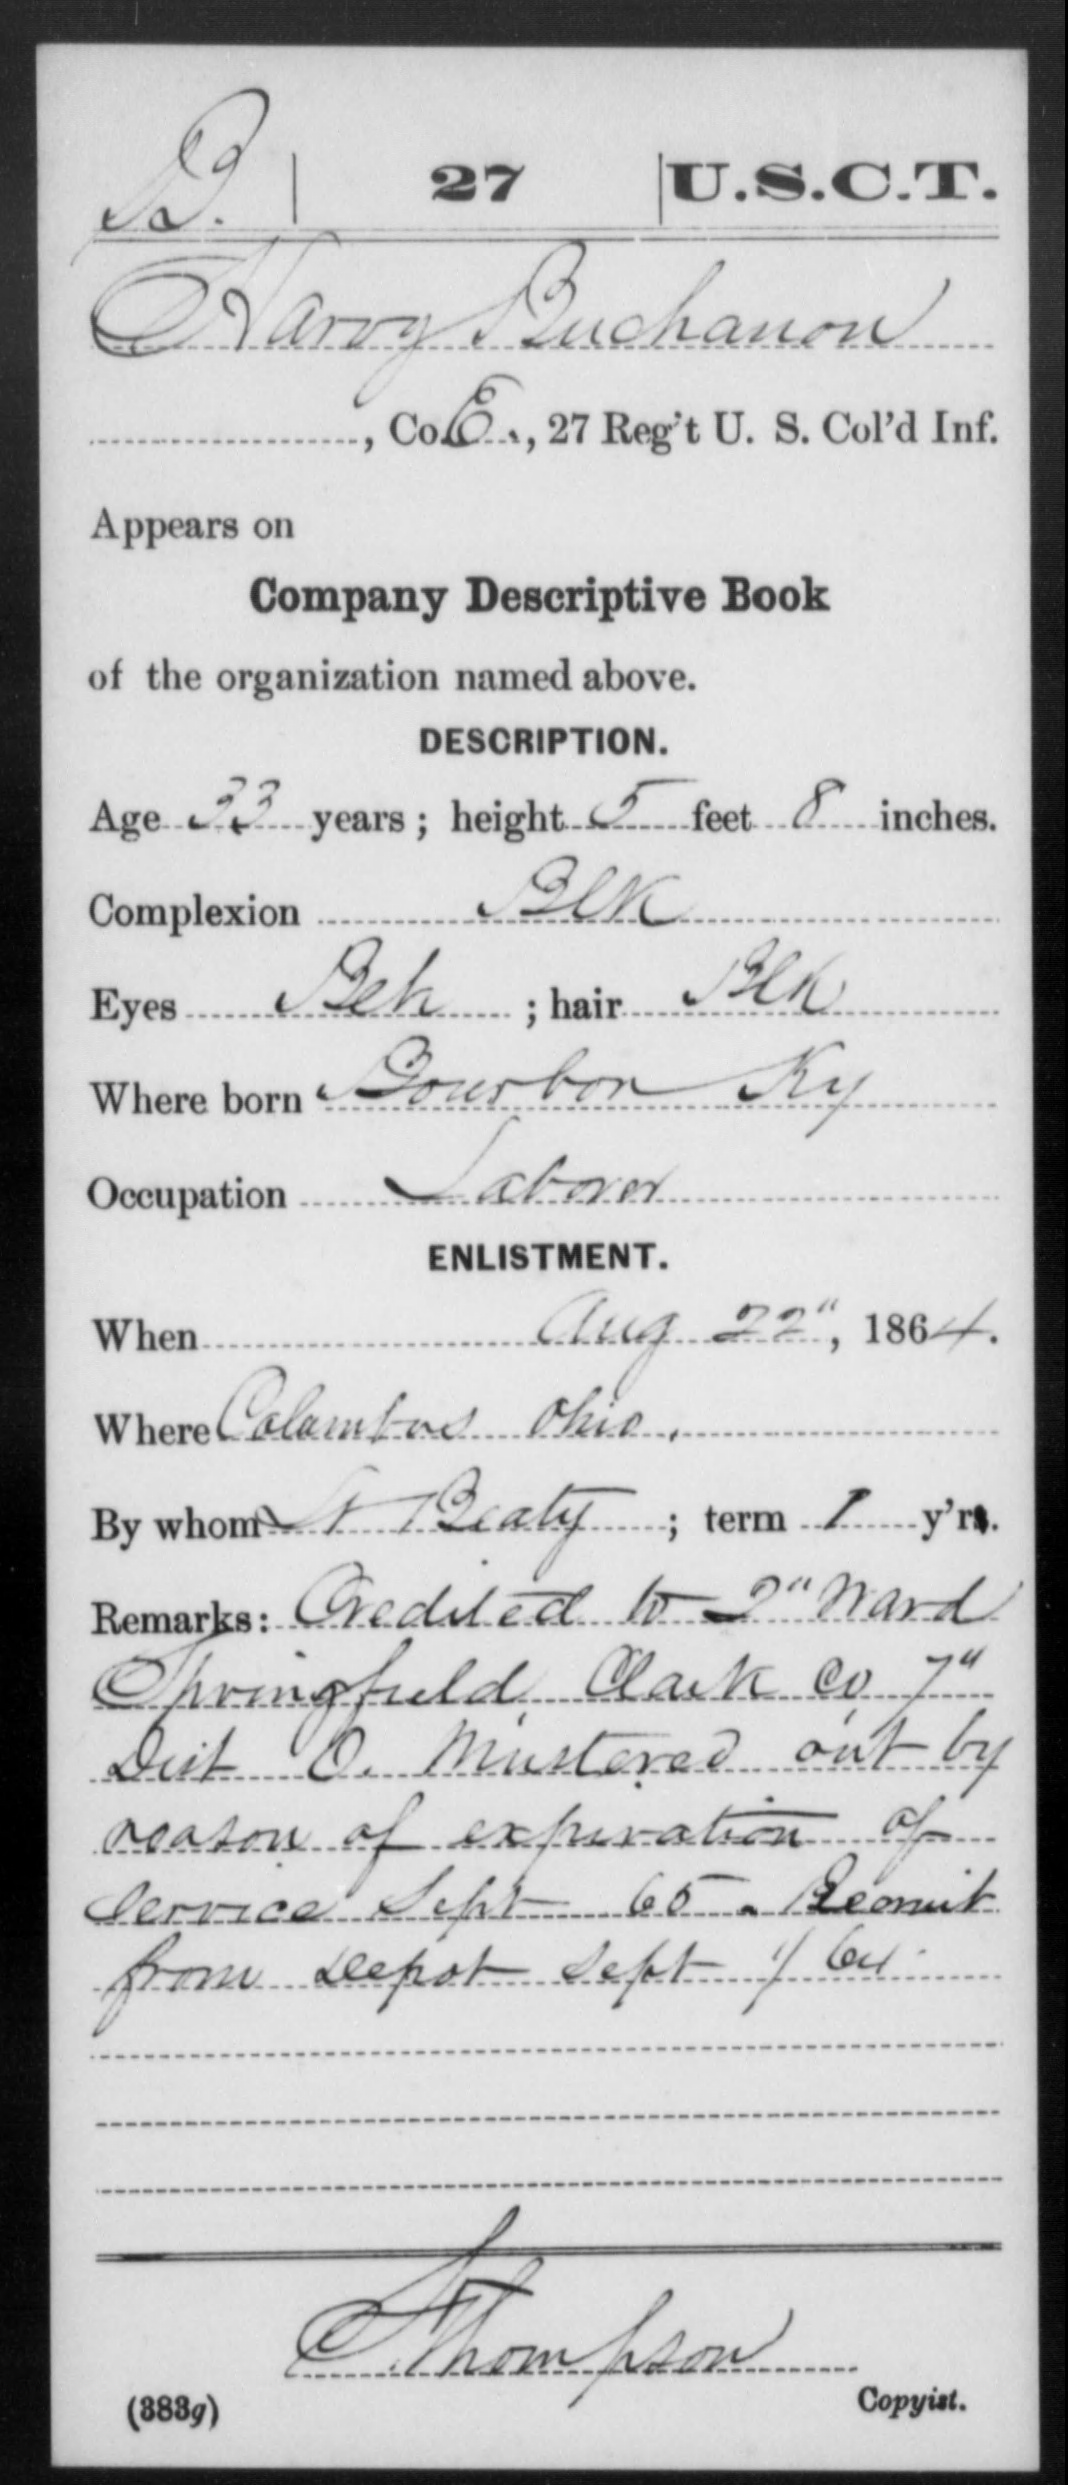 B. | 27 | U.S.C.T.
Harvy Buchanon
, Co. E., 27 Reg't U. S. Col'd Inf.
Appears on
Company Descriptive Book
of the organization named above.
DESCRIPTION.
Age 33 years; height 5 feet 8 inches.
Complexion Blk
Eyes Blk ; hair Blk
Where born Bourbon Ky
Occupation Laborer
ENLISTMENT.
When Aug 22", 1864.
Where Columbus Ohio.
By whom Beaty ; term 1 y'rs.
Remarks: Credited to 2" Ward
Springfield, Clark Co, 7"
Dist O. Mustered out by
reason of expiration of
service Sept 65. Recruit
from Depot Sept 64.
Thompson
(383g) Copyist.